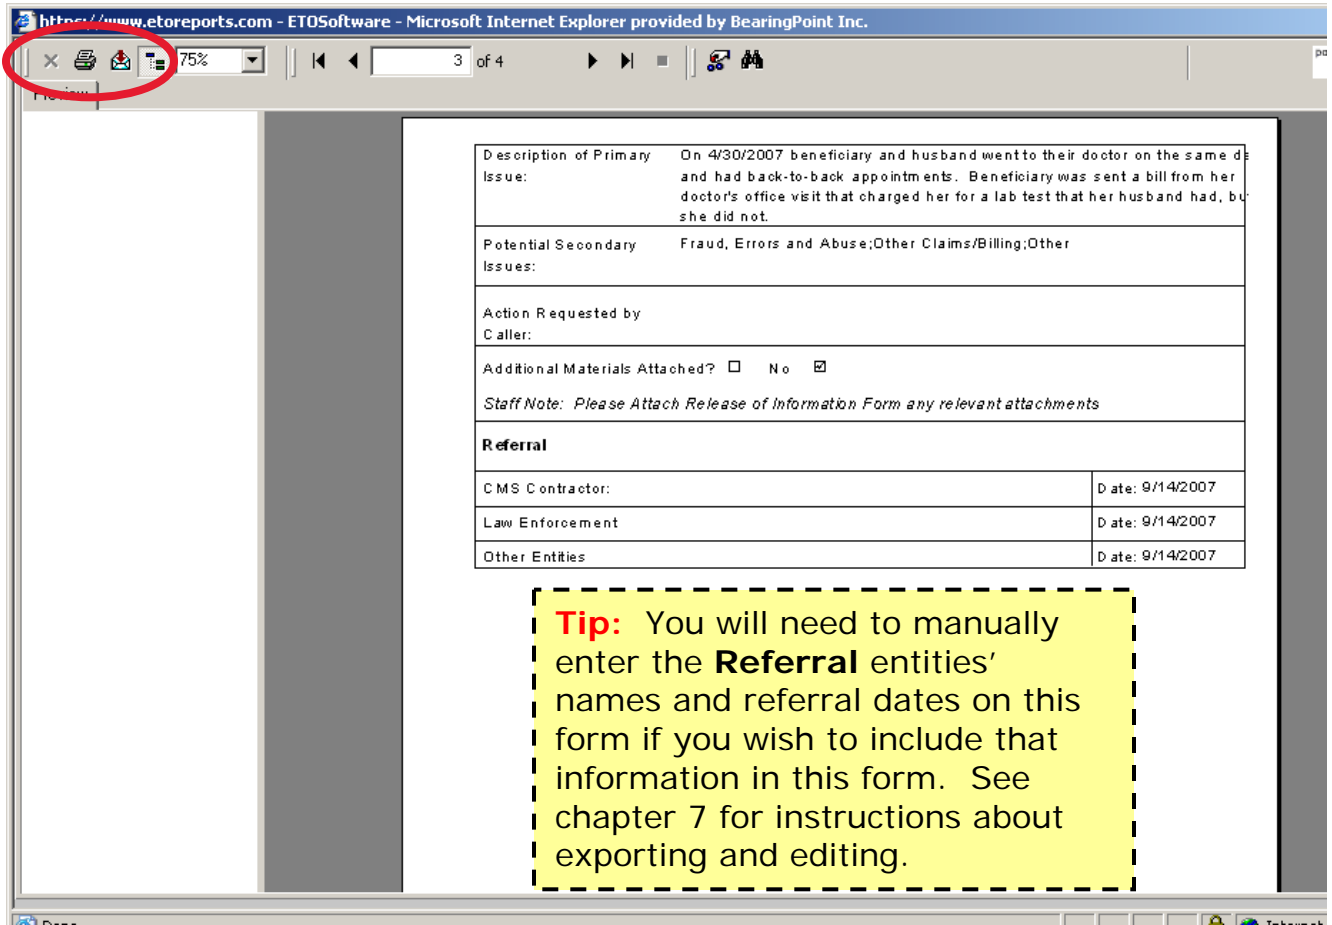 https://www.etoreports.com - ETOSoftware - Microsoft Internet Explorer provided by BearingPoint Inc.
75%
3 of 4
Preview
Description of Primary Issue:
On 4/30/2007 beneficiary and husband went to their doctor on the same
and had back-to-back appointments. Beneficiary was sent a bill from her
doctor's office visit that charged her for a lab test that her husband had,
she did not.
Potential Secondary Issues:
Fraud, Errors and Abuse;Other Claims/Billing;Other
Action Requested by
Caller:
Additional Materials Attached? No
Staff Note: Please Attach Release of Information Form any relevant attachments
Referral
CMS Contractor: Date: 9/14/2007
Law Enforcement Date: 9/14/2007
Other Entities Date: 9/14/2007
Tip: You will need to manually
enter the Referral entities'
names and referral dates on this
form if you wish to include that
information in this form. See
chapter 7 for instructions about
exporting and editing.